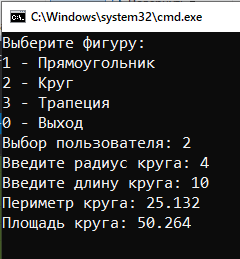 C:\Windows\system32\cmd.exe
Выберите фигуру:
1 - Прямоугольник
2 - Круг
3 - Трапеция
0 - Выход
Выбор пользователя: 2
Введите радиус круга: 4
Введите длину круга: 10
Периметр круга: 25.132
Площадь круга: 50.264